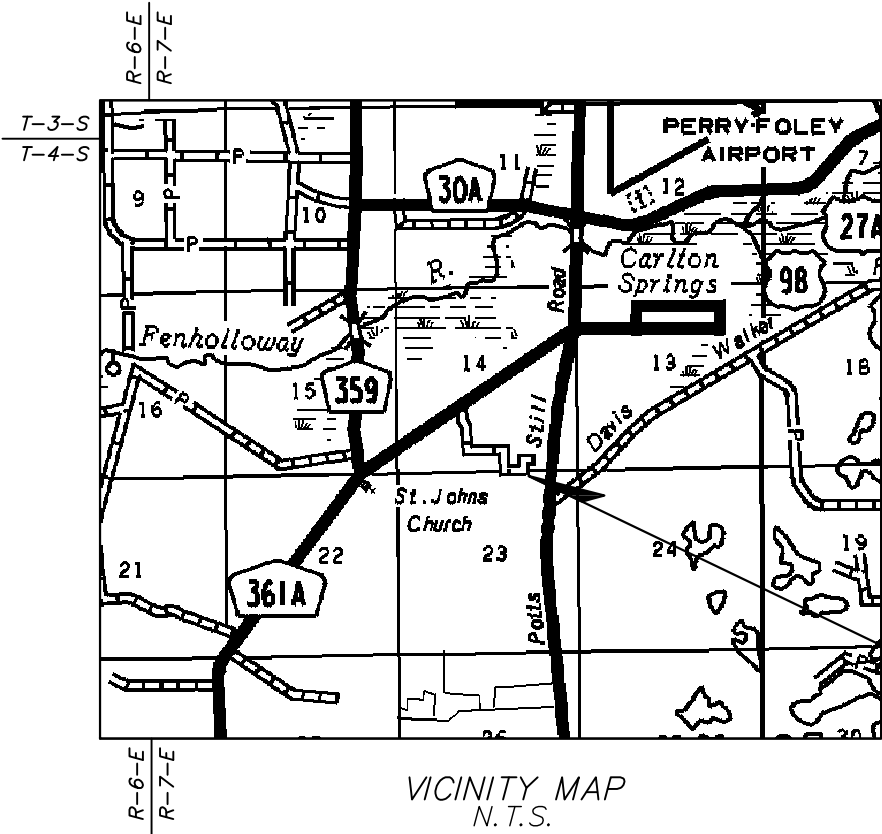 R-6-E
R-7-E
T-3-S
T-4-S
PERRY-FOLEY
AIRPORT
P
11
7
30A
12
9
P
10
27A
P
R.
Carlton
Springs
98
Road
P
Fenholloway
Walker
14
13
18
15
359
16
P
Still
Davis
P
St. Johns
Church
22
23
24
19
21
361A
Potts
P
26
30
R-6-E
R-7-E
VICINITY MAP
N.T.S.